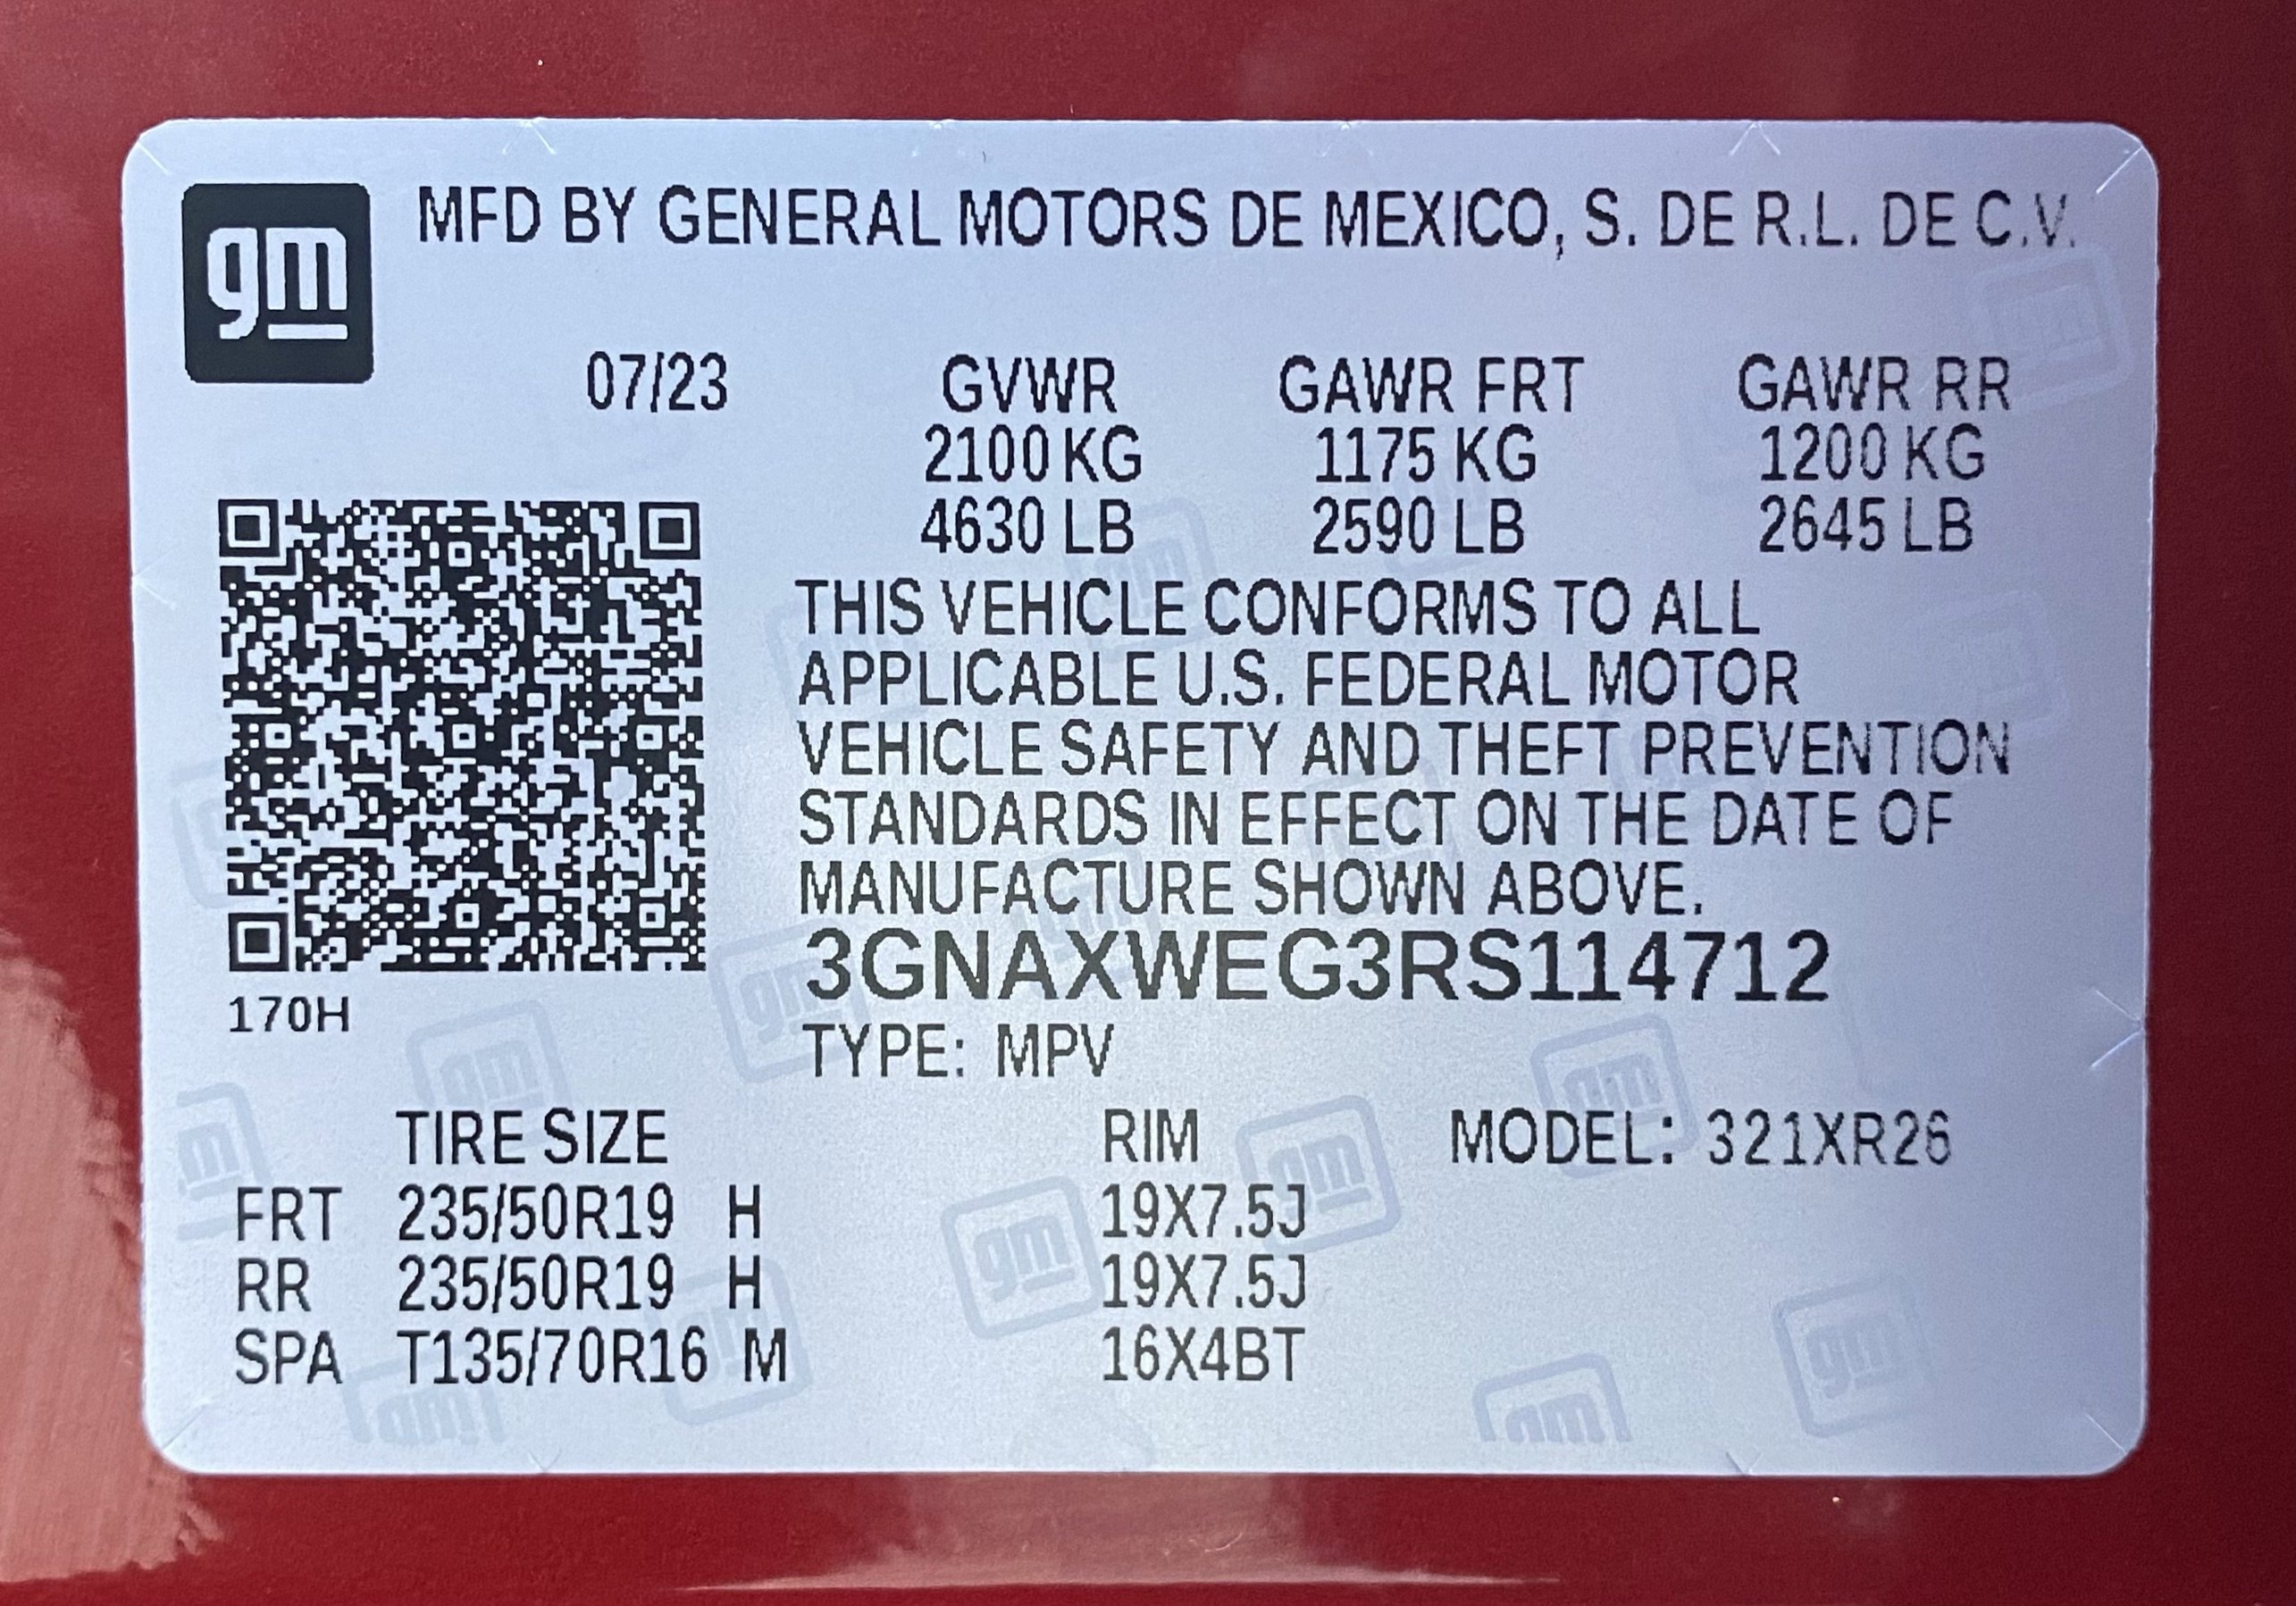 gm MFD BY GENERAL MOTORS DE MEXICO, S. DE R.L. DE C.V.
07/23 GVWR GAWR FRT GAWR RR
2100 KG 1175 KG 1200 KG
4630 LB 2590 LB 2645 LB
THIS VEHICLE CONFORMS TO ALL
APPLICABLE U.S. FEDERAL MOTOR
VEHICLE SAFETY AND THEFT PREVENTION
STANDARDS IN EFFECT ON THE DATE OF
MANUFACTURE SHOWN ABOVE.
3GNAXWEG3RS114712
170H
TYPE: MPV
TIRE SIZE RIM MODEL: 321XR26
FRT 235/50R19 H 19X7.5J
RR 235/50R19 H 19X7.5J
SPA T135/70R16 M 16X4BT